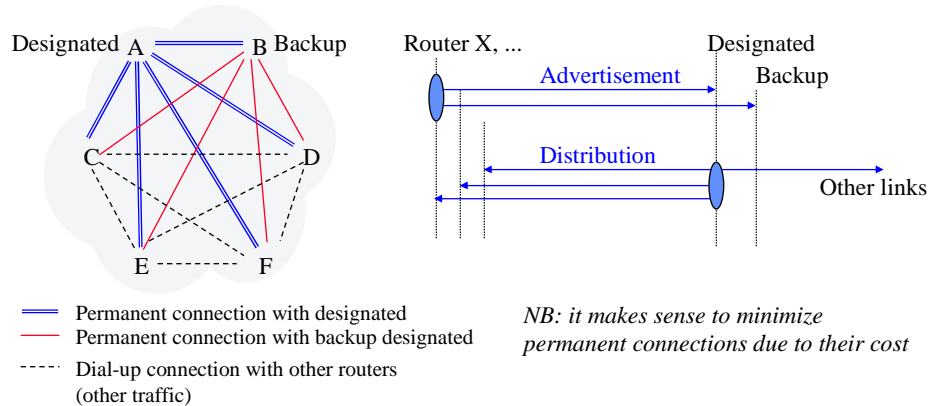 Designated A B Backup
C D
E F
Permanent connection with designated
Permanent connection with backup designated
Dial-up connection with other routers
(other traffic)
Router X, ...
Designated
Advertisement
Backup
Distribution
Other links
NB: it makes sense to minimize
permanent connections due to their cost